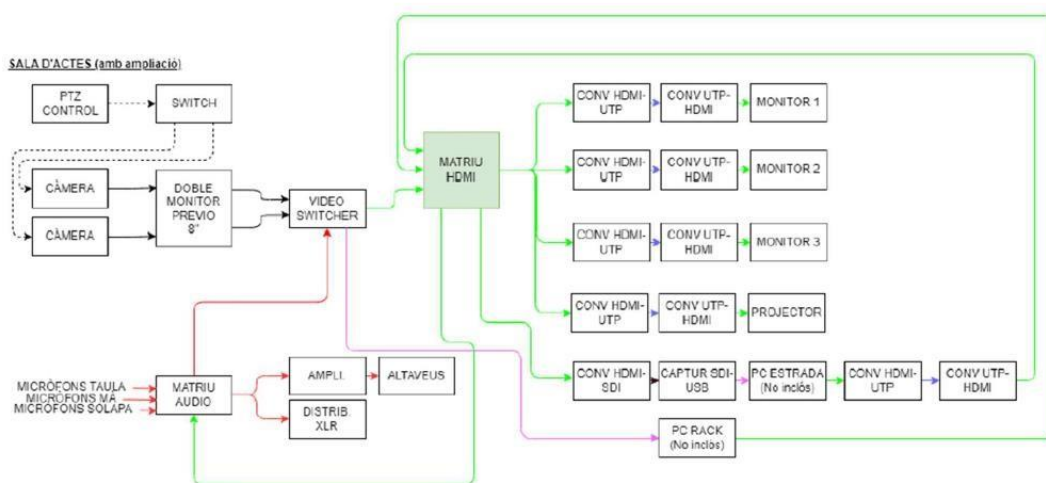 SALA D'ACTES (amb ampliació)
PTZ
CONTROL
SWITCH
CÀMERA
CÀMERA
DOBLE
MONITOR
PREVIO
8"
VIDEO
SWITCHER
MATRIU
HDMI
CONV HDMI-
UTP
CONV UTP-
HDMI
MONITOR 1
CONV HDMI-
UTP
CONV UTP-
HDMI
MONITOR 2
CONV HDMI-
UTP
CONV UTP-
HDMI
MONITOR 3
CONV HDMI-
UTP
CONV UTP-
HDMI
PROJECTOR
CONV HDMI-
SDI
CAPTUR SDI-
USB
PC ESTRADA
(No inclòs)
CONV HDMI-
UTP
CONV UTP-
HDMI
PC RACK
(No inclòs)
MICRÒFONS TAULA
MICRÒFONS MÀ
MICRÒFONS SOLAPA
MATRIU
AUDIO
AMPLI.
ALTAVEUS
DISTRIB.
XLR